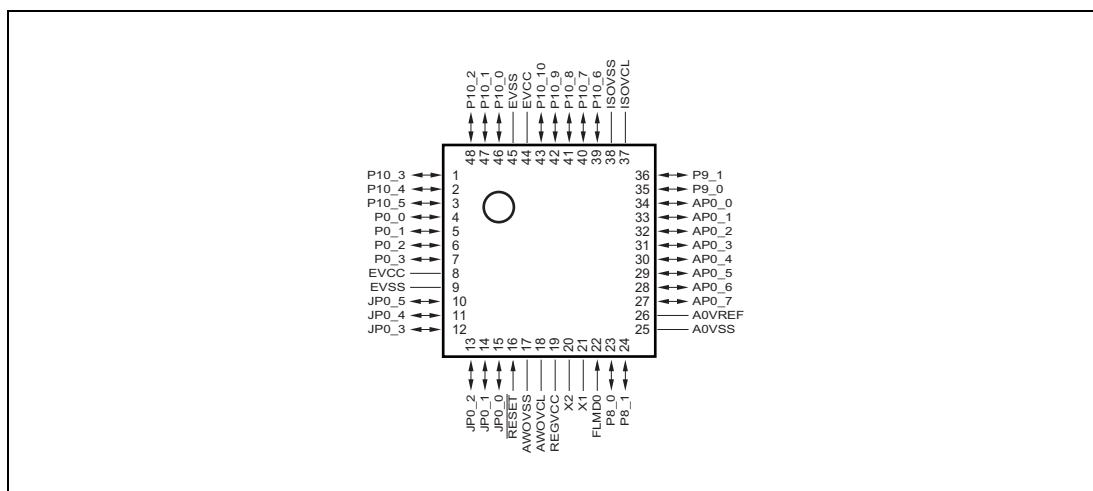 P10_2
P10_1
P10_0
EVSS
EVCC
P10_10
P10_9
P10_8
P10_7
P10_6
ISOVSS
ISOVCL
48
47
46
45
44
43
42
41
40
39
38
37
P10_3 1
P10_4 2
P10_5 3
P0_0 4
P0_1 5
P0_2 6
P0_3 7
EVCC 8
EVSS 9
JP0_5 10
JP0_4 11
JP0_3 12
36 P9_1
35 P9_0
34 AP0_0
33 AP0_1
32 AP0_2
31 AP0_3
30 AP0_4
29 AP0_5
28 AP0_6
27 AP0_7
26 A0VREF
25 A0VSS
13
14
15
16
17
18
19
20
21
22
23
24
JP0_2
JP0_1
JP0_0
RESET
AWOVSS
AWOVCL
REGVCC
X2
X1
FLMD0
P8_0
P8_1